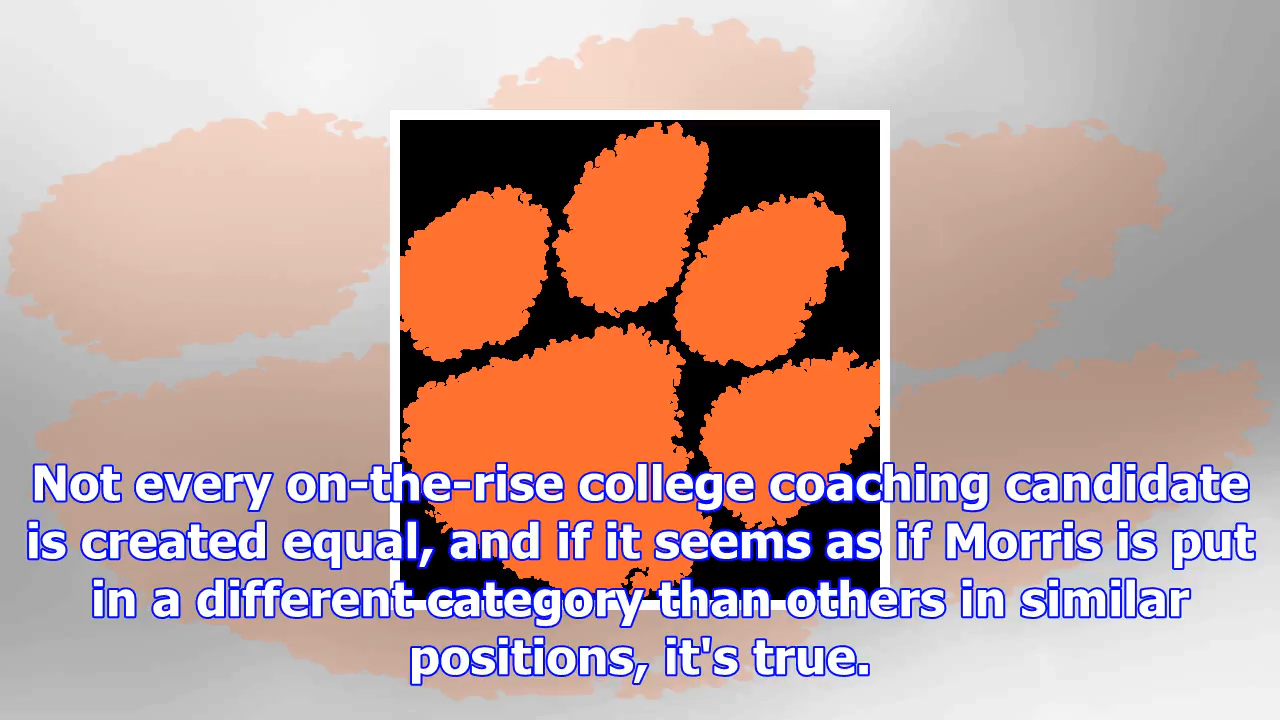 Not every on-the-rise college coaching candidate
is created equal, and if it seems as if Morris is put
in a different category than others in similar
positions, it's true.